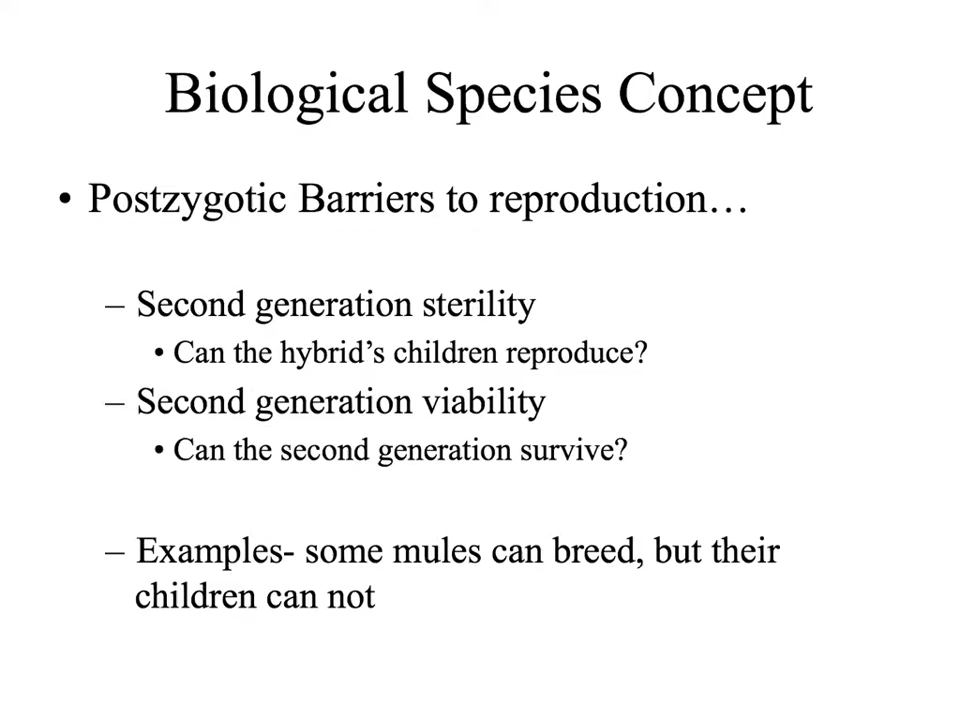 Biological Species Concept
• Postzygotic Barriers to reproduction…
– Second generation sterility
• Can the hybrid’s children reproduce?
– Second generation viability
• Can the second generation survive?
– Examples- some mules can breed, but their
children can not